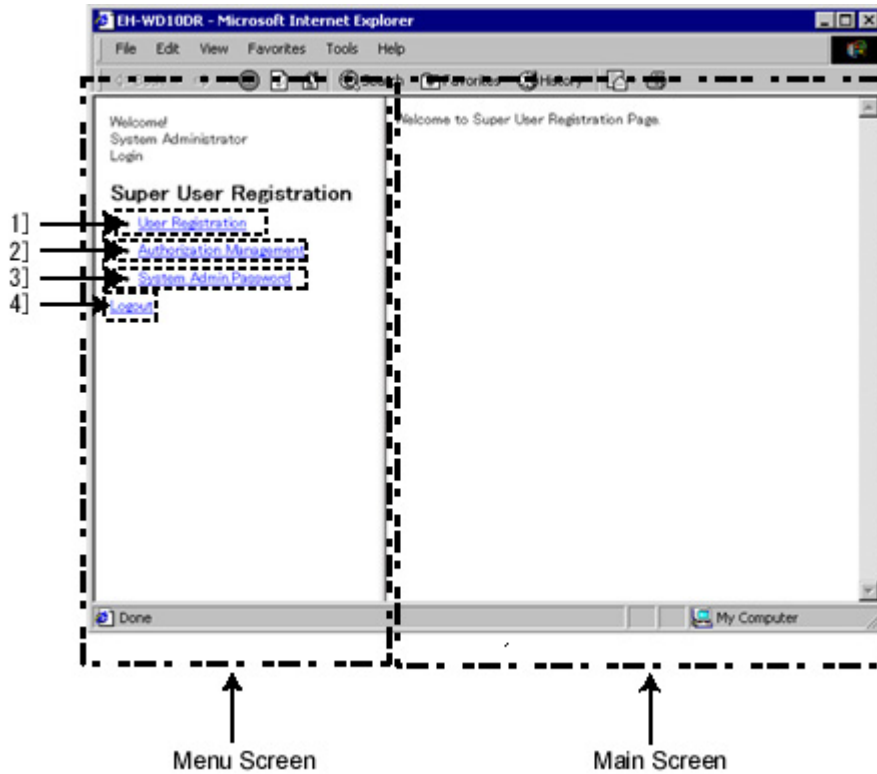 EH-WD10DR - Microsoft Internet Explorer
File Edit View Favorites Tools Help
Search Favorites History
Welcome!
System Administrator
Login
Welcome to Super User Registration Page.
Super User Registration
1] User Registration
2] Authorization Management
3] System Admin Password
4] Logout
Done
My Computer
Menu Screen
Main Screen